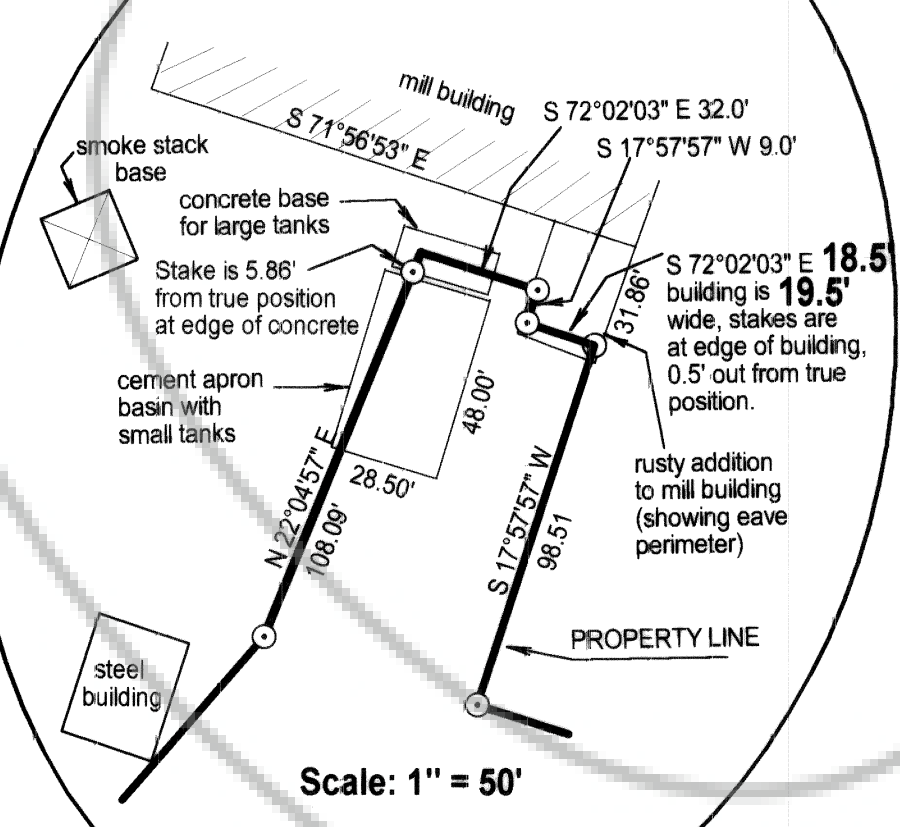 mill building
S 72°02'03" E 32.0'
S 71°56'53" E
S 17°57'57" W 9.0'
smoke stack
base
concrete base
for large tanks
Stake is 5.86'
from true position
at edge of concrete
S 72°02'03" E 18.5'
building is 19.5'
wide, stakes are
at edge of building,
0.5' out from true
position.
31.86'
cement apron
basin with
small tanks
48.00'
28.50'
N 22°04'57" E
108.09'
S 17°57'57" W
98.51
rusty addition
to mill building
(showing eave
perimeter)
PROPERTY LINE
steel
building
Scale: 1" = 50'